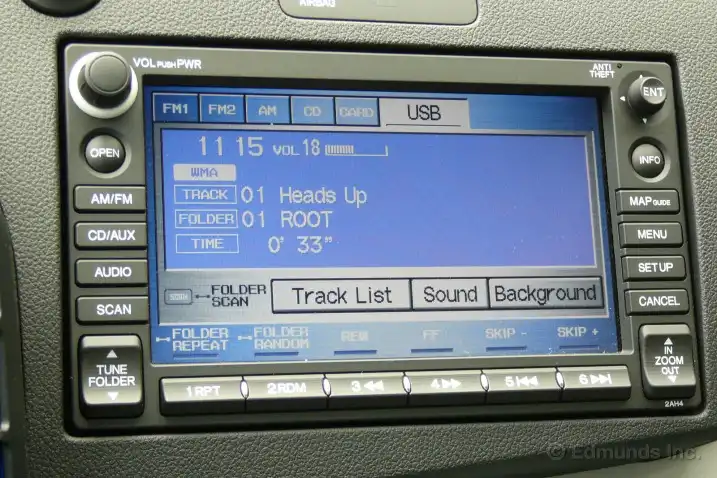 AIRBAG
VOL PUSH PWR
ANTI THEFT
ENT
FM1 FM2 AM CD CARD USB
OPEN
11 15 VOL 18
INFO
WMA
AM/FM
TRACK 01 Heads Up
MAP GUIDE
CD/AUX
FOLDER 01 ROOT
MENU
TIME 0' 33"
AUDIO
SETUP
SCAN
SCAN FOLDER SCAN Track List Sound Background
CANCEL
FOLDER REPEAT FOLDER RANDOM REW FF SKIP - SKIP +
TUNE FOLDER
IN ZOOM OUT
1 RPT 2 RDM 3 4 5 6
2AH4
© Edmunds Inc.